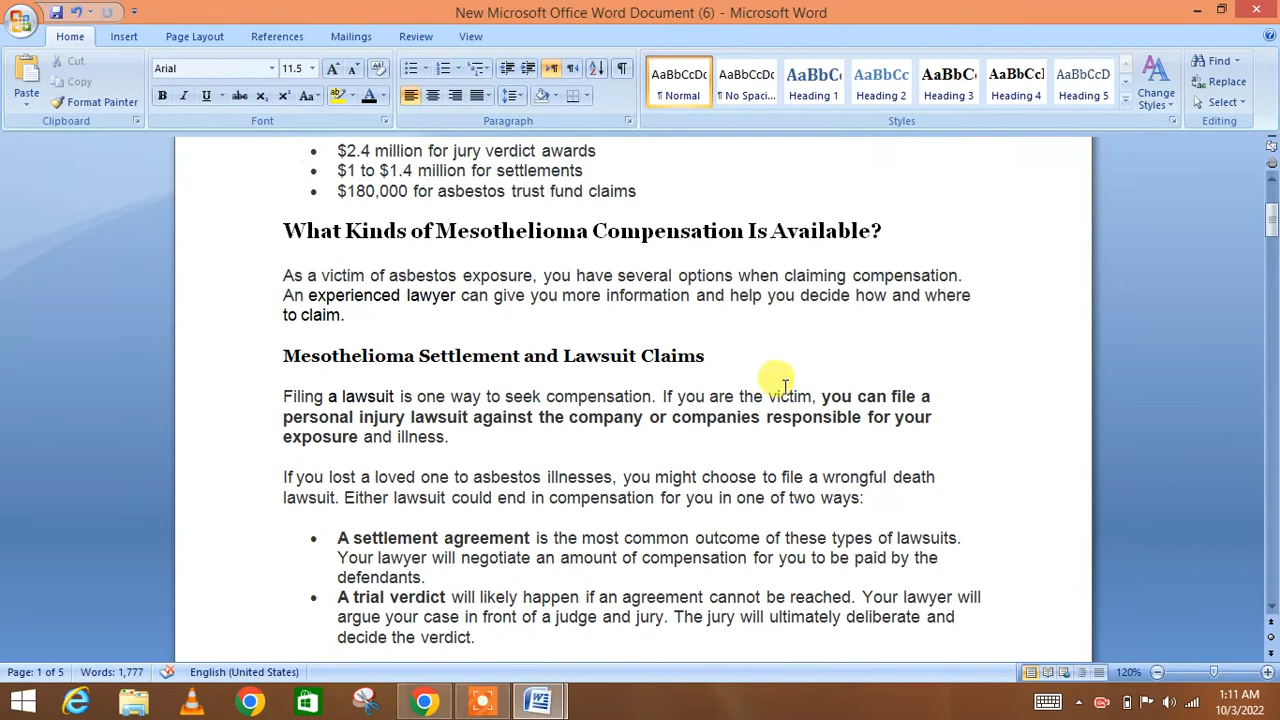 New Microsoft Office Word Document (6) - Microsoft Word
Home Insert Page Layout References Mailings Review View
Paste
Cut
Copy
Format Painter
Clipboard
Arial 11.5
Font
Paragraph
AaBbCcDc AaBbCcDc AaBbC AaBbCc AaBbC AaBbCcI AaBbCcD
¶ Normal ¶ No Spaci... Heading 1 Heading 2 Heading 3 Heading 4 Heading 5
Change
Styles
Styles
Find
Replace
Select
Editing
• $2.4 million for jury verdict awards
• $1 to $1.4 million for settlements
• $180,000 for asbestos trust fund claims
What Kinds of Mesothelioma Compensation Is Available?
As a victim of asbestos exposure, you have several options when claiming compensation.
An experienced lawyer can give you more information and help you decide how and where
to claim.
Mesothelioma Settlement and Lawsuit Claims
Filing a lawsuit is one way to seek compensation. If you are the victim, you can file a
personal injury lawsuit against the company or companies responsible for your
exposure and illness.
If you lost a loved one to asbestos illnesses, you might choose to file a wrongful death
lawsuit. Either lawsuit could end in compensation for you in one of two ways:
• A settlement agreement is the most common outcome of these types of lawsuits.
Your lawyer will negotiate an amount of compensation for you to be paid by the
defendants.
• A trial verdict will likely happen if an agreement cannot be reached. Your lawyer will
argue your case in front of a judge and jury. The jury will ultimately deliberate and
decide the verdict.
Page: 1 of 5 Words: 1,777 English (United States) 120%
1:11 AM
10/3/2022